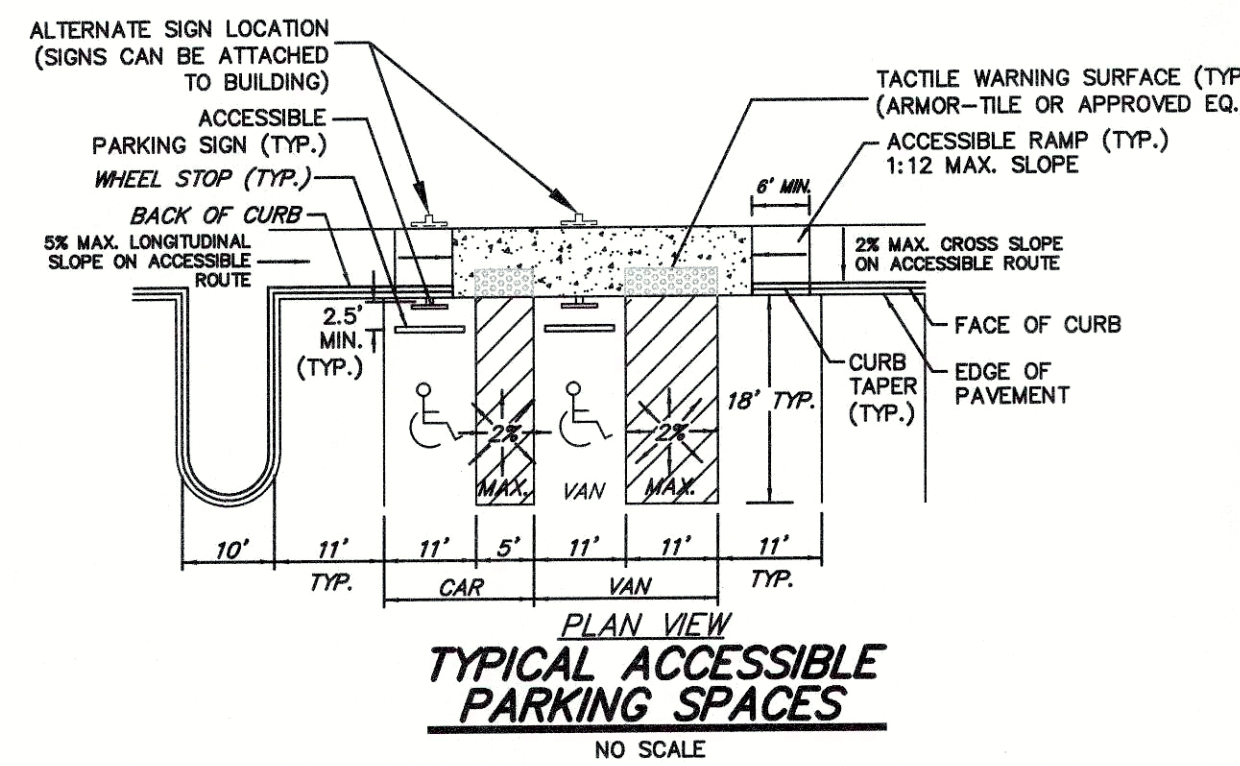 ALTERNATE SIGN LOCATION
(SIGNS CAN BE ATTACHED
TO BUILDING)
ACCESSIBLE
PARKING SIGN (TYP.)
WHEEL STOP (TYP.)
BACK OF CURB
5% MAX. LONGITUDINAL
SLOPE ON ACCESSIBLE
ROUTE
TACTILE WARNING SURFACE (TYP
(ARMOR-TILE OR APPROVED EQ.
ACCESSIBLE RAMP (TYP.)
1:12 MAX. SLOPE
6' MIN.
2% MAX. CROSS SLOPE
ON ACCESSIBLE ROUTE
2.5'
MIN.
(TYP.)
FACE OF CURB
CURB
TAPER
(TYP.)
EDGE OF
PAVEMENT
18' TYP.
2%
2%
MAX.
VAN
MAX.
10'
11'
TYP.
11'
5'
11'
11'
11'
TYP.
CAR
VAN
PLAN VIEW
TYPICAL ACCESSIBLE
PARKING SPACES
NO SCALE